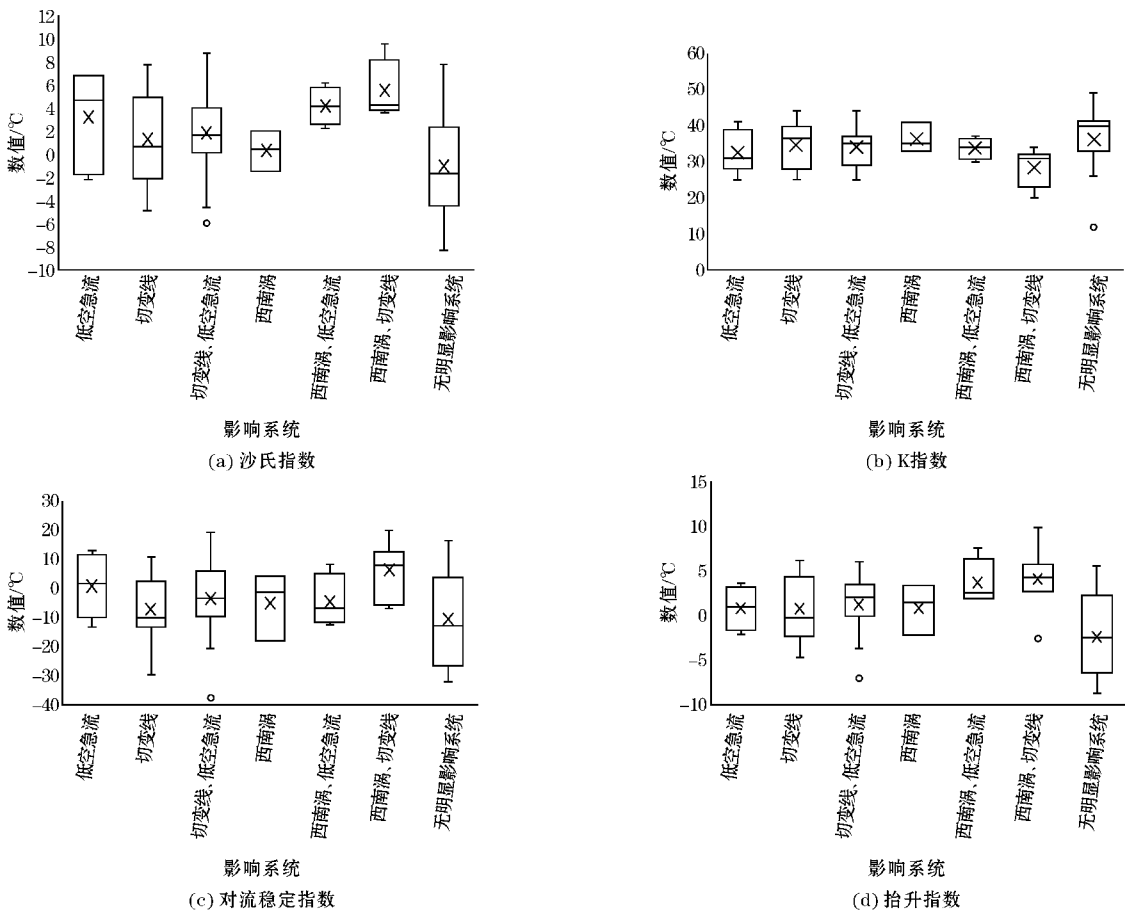 12
10
8
6
4
2
0
-2
-4
-6
-8
-10
数值/℃
低空急流
切变线
切变线、低空急流
西南涡
西南涡、低空急流
西南涡、切变线
无明显影响系统
影响系统
(a) 沙氏指数
60
50
40
30
20
10
0
数值/℃
低空急流
切变线
切变线、低空急流
西南涡
西南涡、低空急流
西南涡、切变线
无明显影响系统
影响系统
(b) K指数
30
20
10
0
-10
-20
-30
-40
数值/℃
低空急流
切变线
切变线、低空急流
西南涡
西南涡、低空急流
西南涡、切变线
无明显影响系统
影响系统
(c) 对流稳定指数
15
10
5
0
-5
-10
数值/℃
低空急流
切变线
切变线、低空急流
西南涡
西南涡、低空急流
西南涡、切变线
无明显影响系统
影响系统
(d) 抬升指数